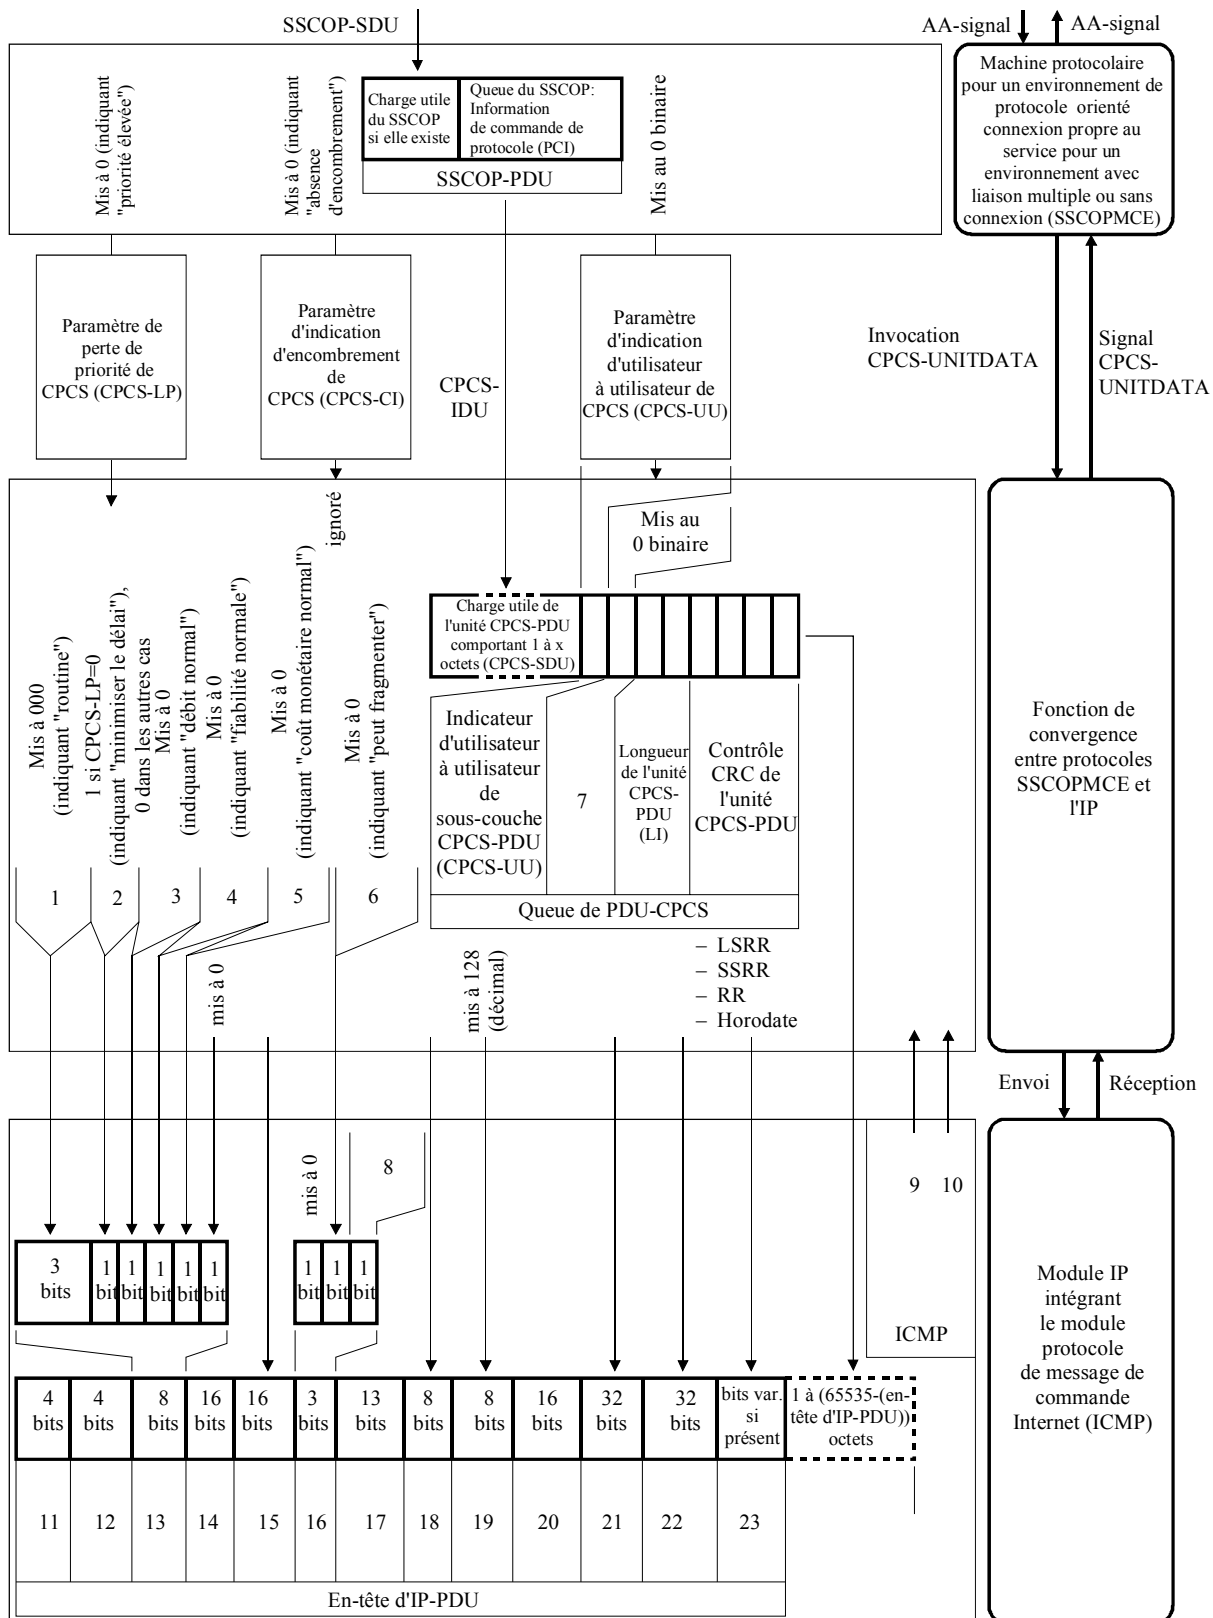 SSCOP-SDU
AA-signal
AA-signal
Mis à 0 (indiquant
"priorité élevée")
Mis à 0 (indiquant
"absence
d'encombrement")
Charge utile
du SSCOP
si elle existe
Queue du SSCOP:
Information
de commande de
protocole (PCI)
SSCOP-PDU
Mis au 0 binaire
Machine protocolaire
pour un environnement de
protocole orienté
connexion propre au
service pour un
environnement avec
liaison multiple ou sans
connexion (SSCOPMCE)
Paramètre de
perte de
priorité de
CPCS (CPCS-LP)
Paramètre
d'indication
d'encombrement
de
CPCS (CPCS-CI)
CPCS-
IDU
Paramètre
d'indication
d'utilisateur
à utilisateur de
CPCS (CPCS-UU)
Invocation
CPCS-UNITDATA
Signal
CPCS-
UNITDATA
Mis à 000
(indiquant "routine")
1 si CPCS-LP=0
(indiquant "minimiser le délai"),
0 dans les autres cas
Mis à 0
(indiquant "débit normal")
Mis à 0
(indiquant "fiabilité normale")
Mis à 0
(indiquant "coût monétaire normal")
ignoré
Mis à 0
(indiquant "peut fragmenter")
Mis au
0 binaire
Charge utile de
l'unité CPCS-PDU
comportant 1 à x
octets (CPCS-SDU)
Indicateur
d'utilisateur
à utilisateur
de
sous-couche
CPCS-PDU
(CPCS-UU)
7
Longueur
de l'unité
CPCS-
PDU
(LI)
Contrôle
CRC de
l'unité
CPCS-PDU
Queue de PDU-CPCS
Fonction de
convergence
entre protocoles
SSCOPMCE et
l'IP
1
2
3
4
5
6
mis à 0
mis à 128
(décimal)
– LSRR
– SSRR
– RR
– Horodate
Envoi
Réception
mis à 0
8
9
10
ICMP
3
bits
1
bit
1
bit
1
bit
1
bit
1
bit
1
bit
1
bit
1
bit
Module IP
intégrant
le module
protocole
de message de
commande
Internet (ICMP)
4
bits
4
bits
8
bits
16
bits
16
bits
3
bits
13
bits
8
bits
8
bits
16
bits
32
bits
32
bits
bits var.
si
présent
1 à (65535-(en-
tête d'IP-PDU))
octets
11
12
13
14
15
16
17
18
19
20
21
22
23
En-tête d'IP-PDU